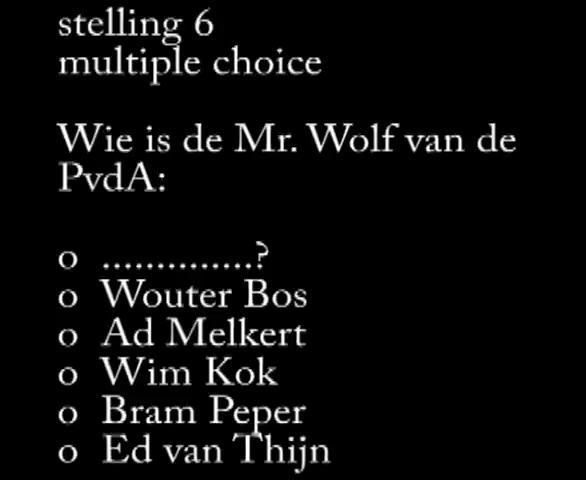 stelling 6
multiple choice
Wie is de Mr. Wolf van de
PvdA:
o ..............?
o Wouter Bos
o Ad Melkert
o Wim Kok
o Bram Peper
o Ed van Thijn